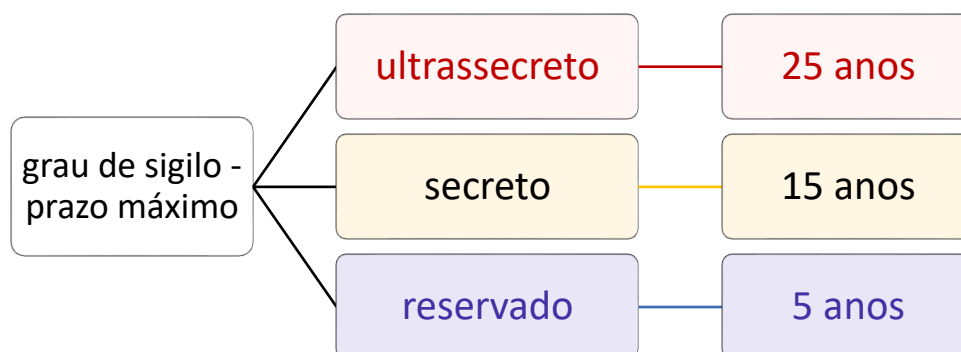 grau de sigilo -
prazo máximo
ultrassecreto
25 anos
secreto
15 anos
reservado
5 anos